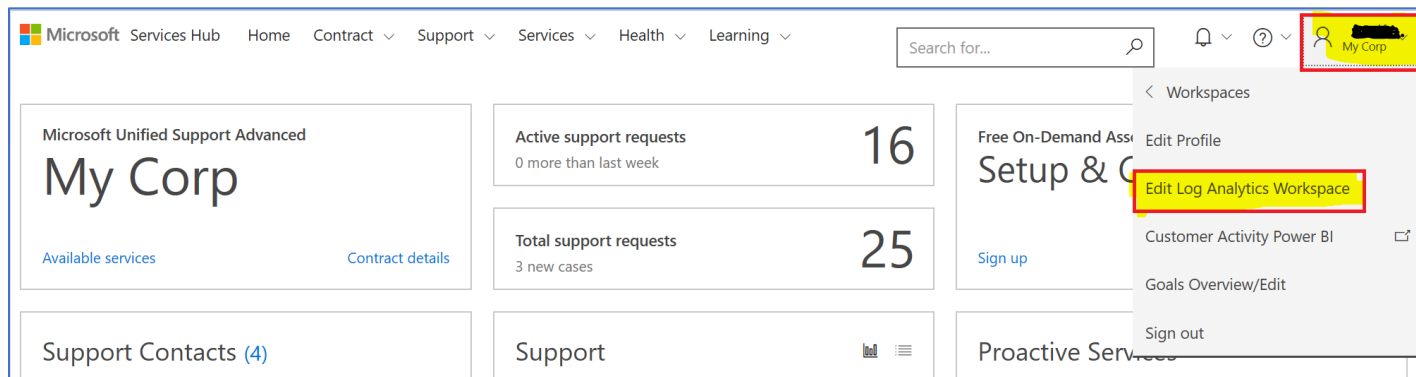 Microsoft Services Hub Home Contract Support Services Health Learning
Search for...
My Corp
Workspaces
Edit Profile
Edit Log Analytics Workspace
Customer Activity Power BI
Goals Overview/Edit
Sign out
Microsoft Unified Support Advanced
My Corp
Available services Contract details
Active support requests
0 more than last week
16
Total support requests
3 new cases
25
Free On-Demand
Setup &
Sign up
Support Contacts (4)
Support
Proactive Services